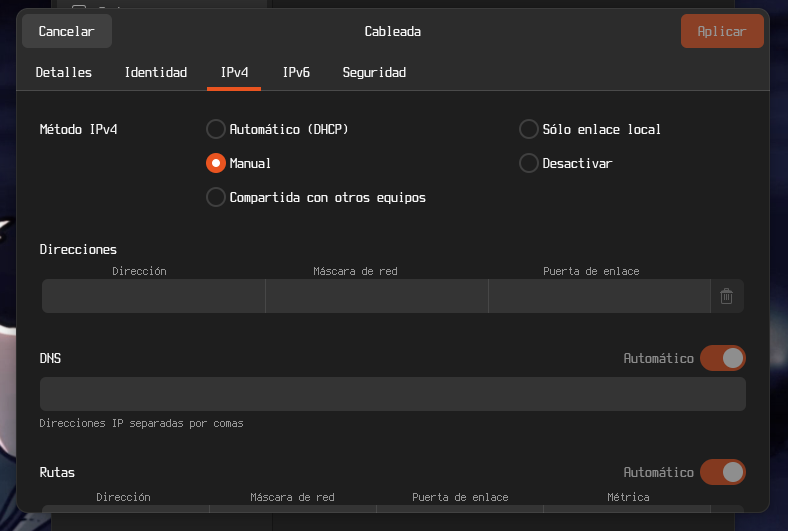 Cancelar Cableada Aplicar
Detalles Identidad IPv4 IPv6 Seguridad
Método IPv4 Automático (DHCP) Sólo enlace local
Manual Desactivar
Compartida con otros equipos
Direcciones
Dirección Máscara de red Puerta de enlace
DNS Automático
Direcciones IP separadas por comas
Rutas Automático
Dirección Máscara de red Puerta de enlace Métrica